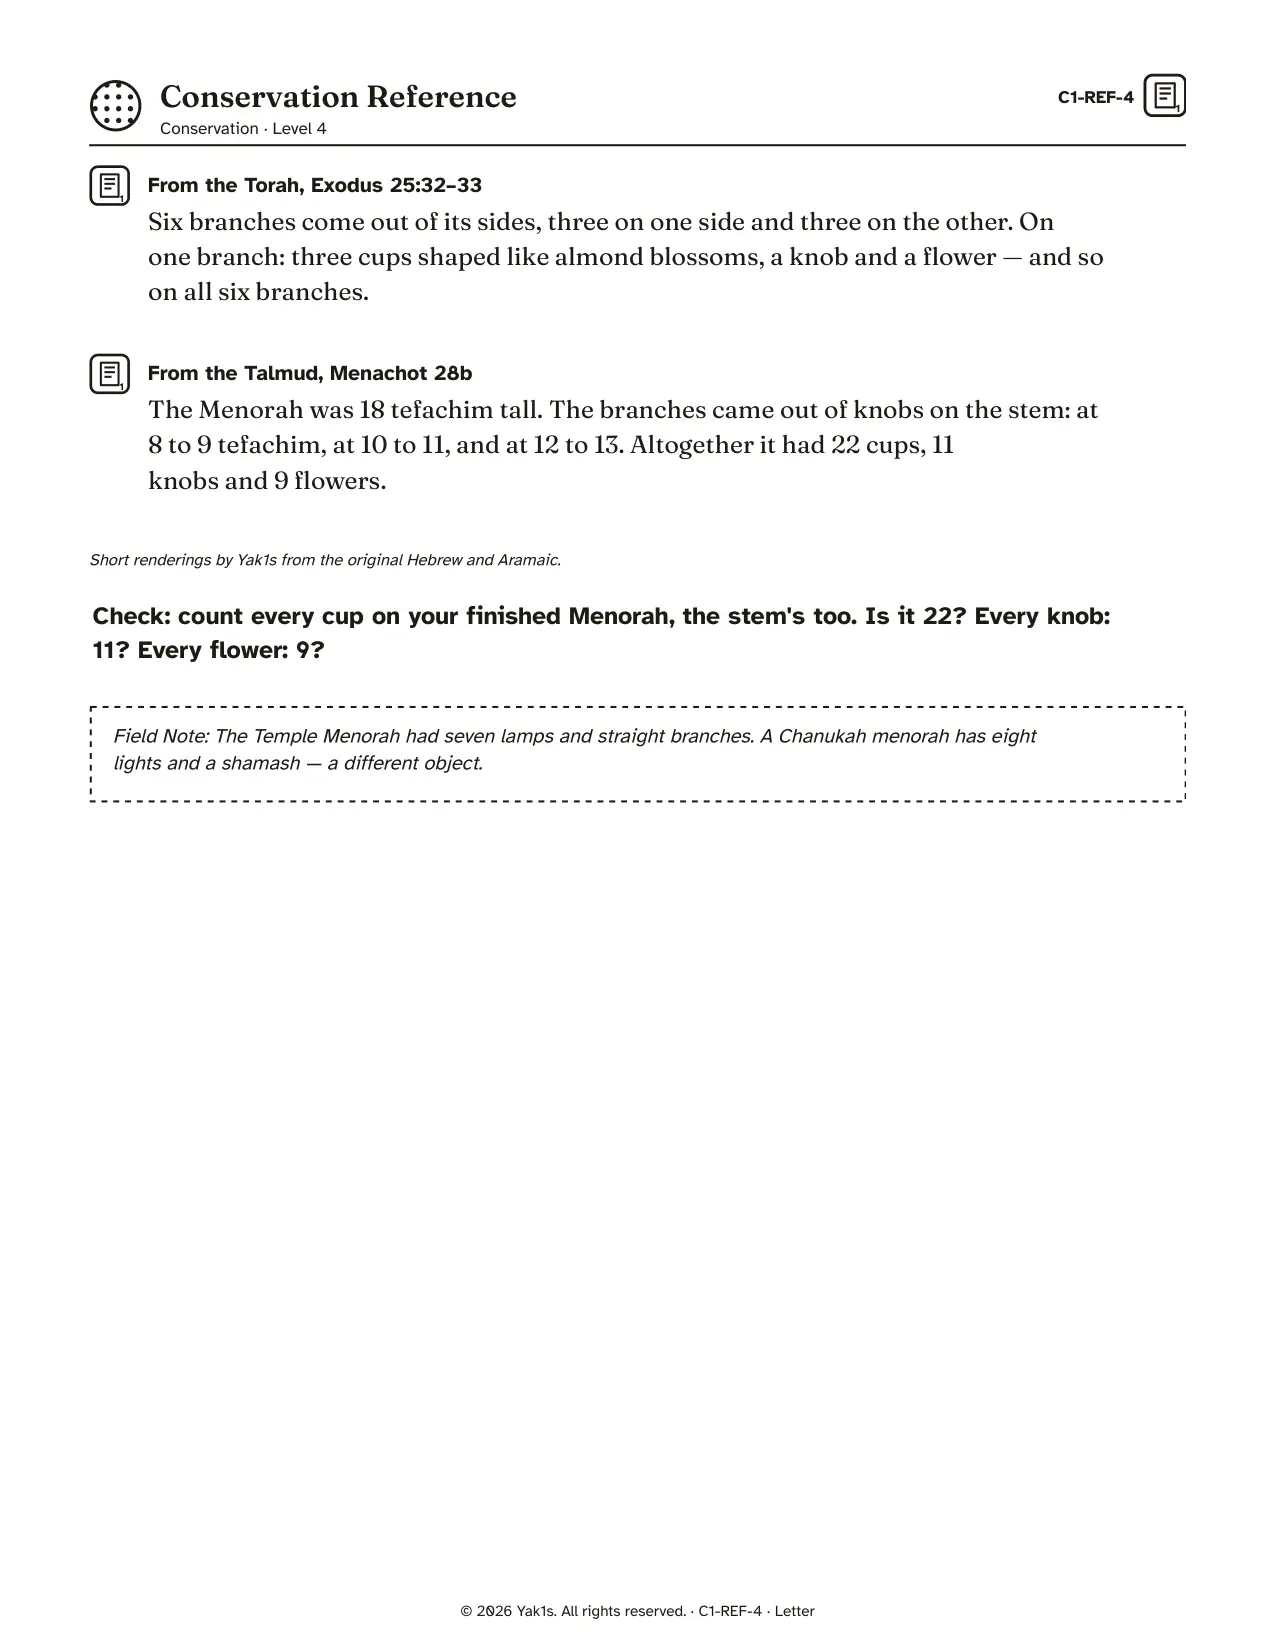 Conservation Reference
Conservation · Level 4
C1-REF-4
1
1
From the Torah, Exodus 25:32–33
Six branches come out of its sides, three on one side and three on the other. On
one branch: three cups shaped like almond blossoms, a knob and a flower — and so
on all six branches.
1
From the Talmud, Menachot 28b
The Menorah was 18 tefachim tall. The branches came out of knobs on the stem: at
8 to 9 tefachim, at 10 to 11, and at 12 to 13. Altogether it had 22 cups, 11
knobs and 9 flowers.
Short renderings by Yak1s from the original Hebrew and Aramaic.
Check: count every cup on your finished Menorah, the stem's too. Is it 22? Every knob:
11? Every flower: 9?
Field Note: The Temple Menorah had seven lamps and straight branches. A Chanukah menorah has eight
lights and a shamash — a different object.
© 2026 Yak1s. All rights reserved. · C1-REF-4 · Letter